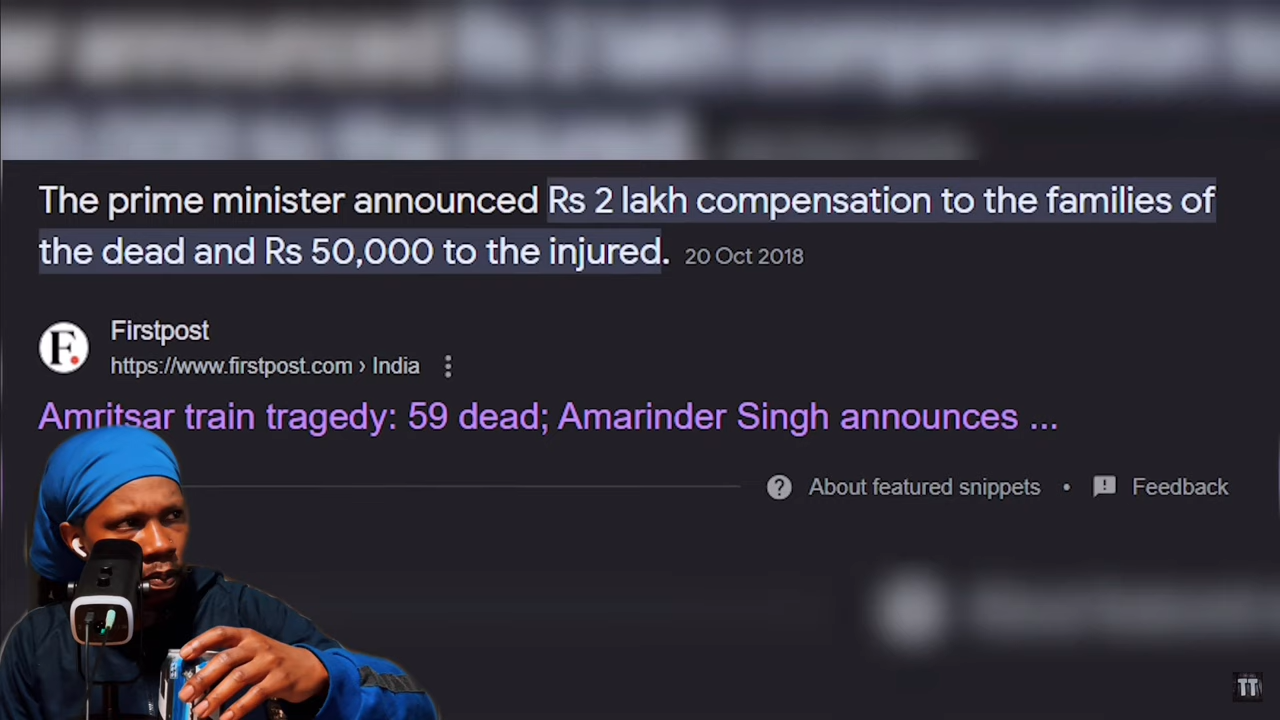 The prime minister announced Rs 2 lakh compensation to the families of
the dead and Rs 50,000 to the injured. 20 Oct 2018
F.
Firstpost
https://www.firstpost.com › India
Amritsar train tragedy: 59 dead; Amarinder Singh announces ...
About featured snippets • Feedback
TT